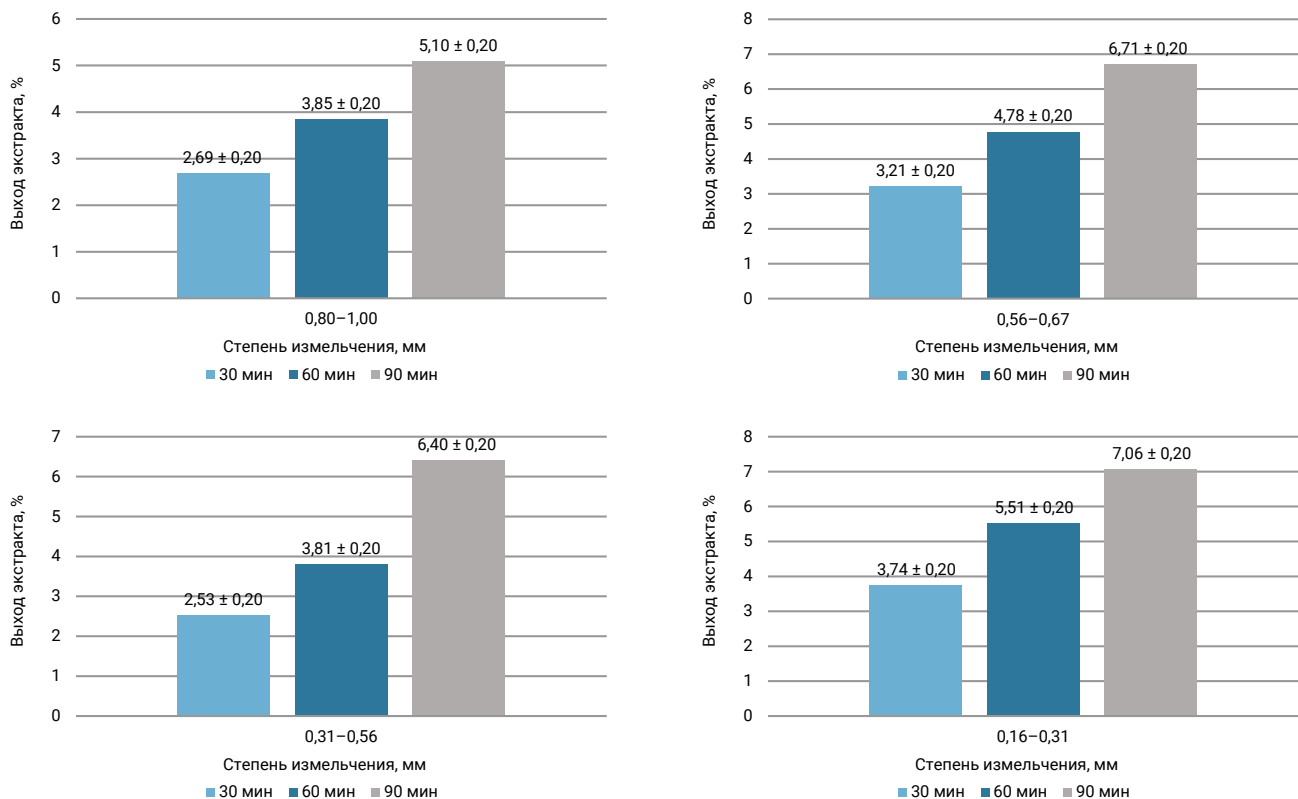 Выход экстракта, %
6
5
4
3
2
1
0
2,69 ± 0,20
3,85 ± 0,20
5,10 ± 0,20
0,80–1,00
Степень измельчения, мм
30 мин 60 мин 90 мин
Выход экстракта, %
8
7
6
5
4
3
2
1
0
3,21 ± 0,20
4,78 ± 0,20
6,71 ± 0,20
0,56–0,67
Степень измельчения, мм
30 мин 60 мин 90 мин
Выход экстракта, %
7
6
5
4
3
2
1
0
2,53 ± 0,20
3,81 ± 0,20
6,40 ± 0,20
0,31–0,56
Степень измельчения, мм
30 мин 60 мин 90 мин
Выход экстракта, %
8
7
6
5
4
3
2
1
0
3,74 ± 0,20
5,51 ± 0,20
7,06 ± 0,20
0,16–0,31
Степень измельчения, мм
30 мин 60 мин 90 мин